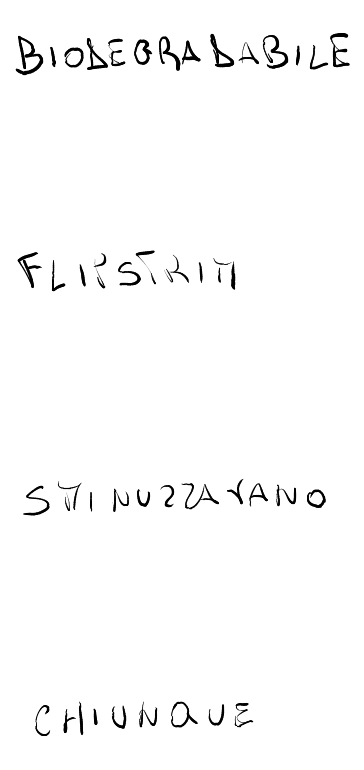 BIODEGRADABILE
FLIPSTRIM
SMINUZZAVANO
CHIUNQUE